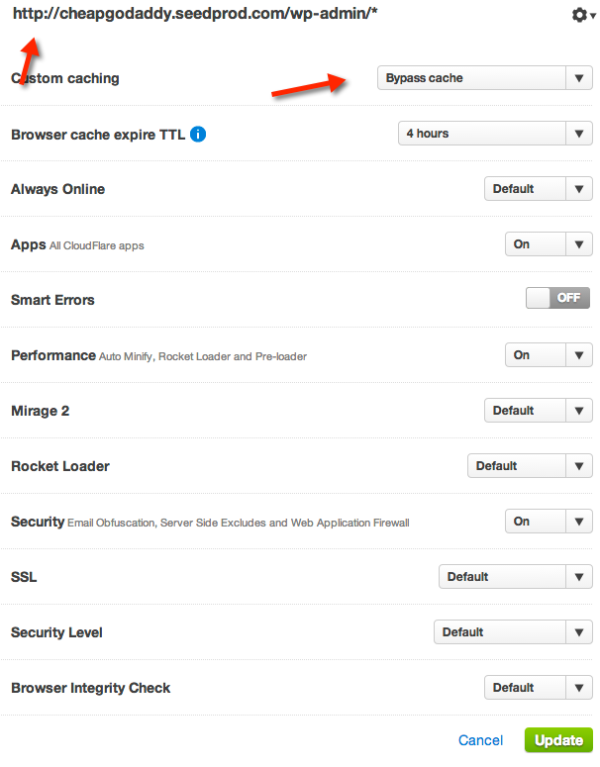 http://cheapgodaddy.seedprod.com/wp-admin/*
Custom caching Bypass cache
Browser cache expire TTL i 4 hours
Always Online Default
Apps All CloudFlare apps On
Smart Errors OFF
Performance Auto Minify, Rocket Loader and Pre-loader On
Mirage 2 Default
Rocket Loader Default
Security Email Obfuscation, Server Side Excludes and Web Application Firewall On
SSL Default
Security Level Default
Browser Integrity Check Default
Cancel Update